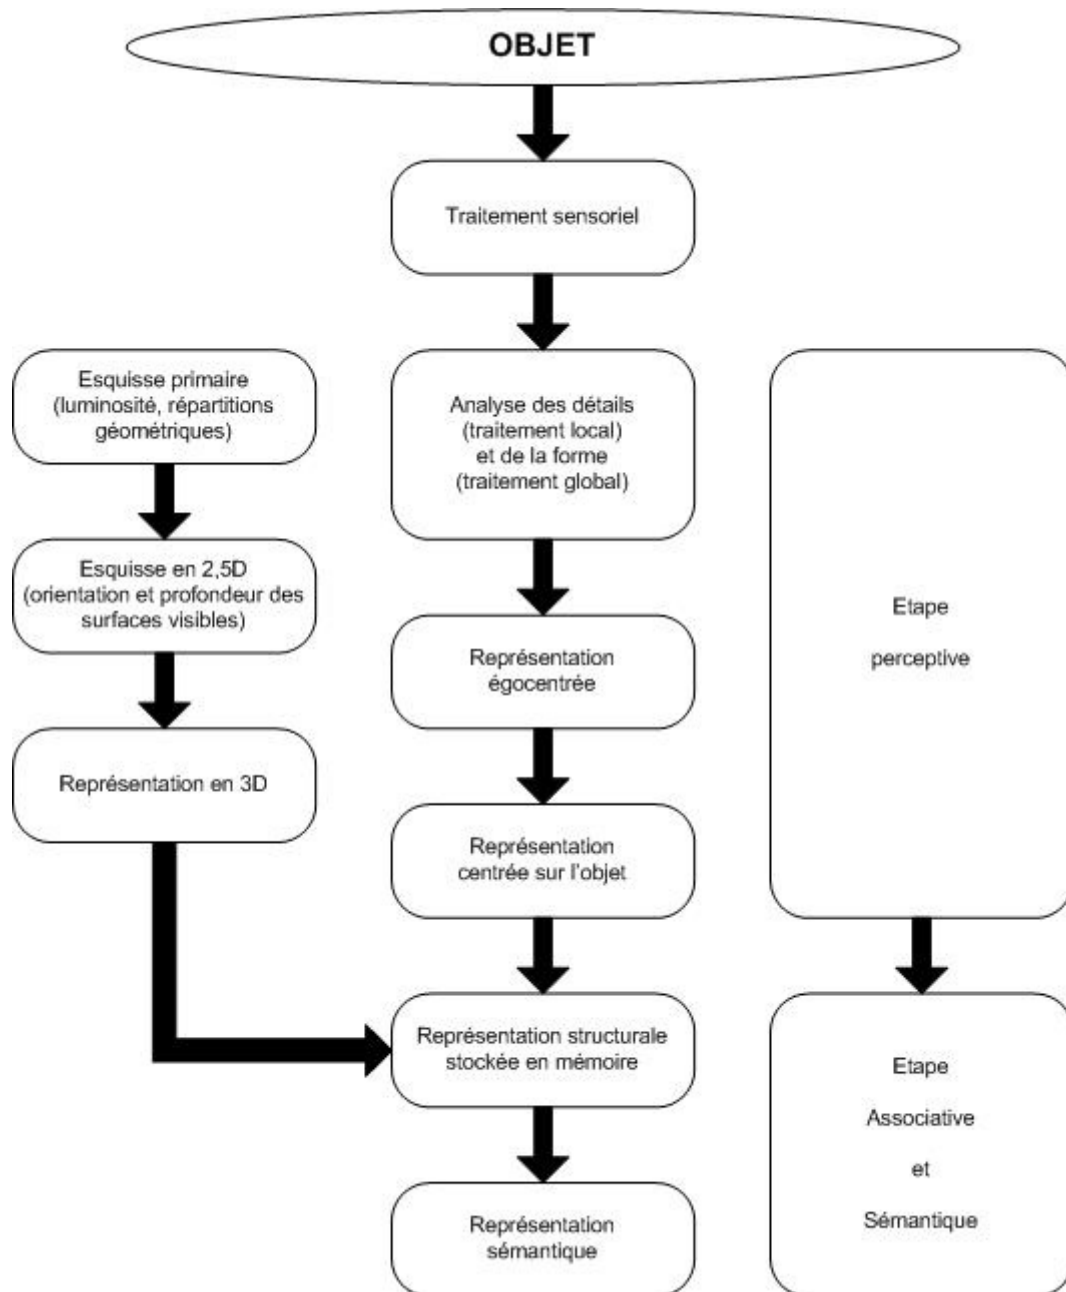 OBJET
Traitement sensoriel
Esquisse primaire
(luminosité, répartitions
géométriques)
Analyse des détails
(traitement local)
et de la forme
(traitement global)
Esquisse en 2,5D
(orientation et profondeur des
surfaces visibles)
Etape
perceptive
Représentation
égocentrée
Représentation en 3D
Représentation
centrée sur l'objet
Représentation structurale
stockée en mémoire
Etape
Associative
et
Sémantique
Représentation
sémantique